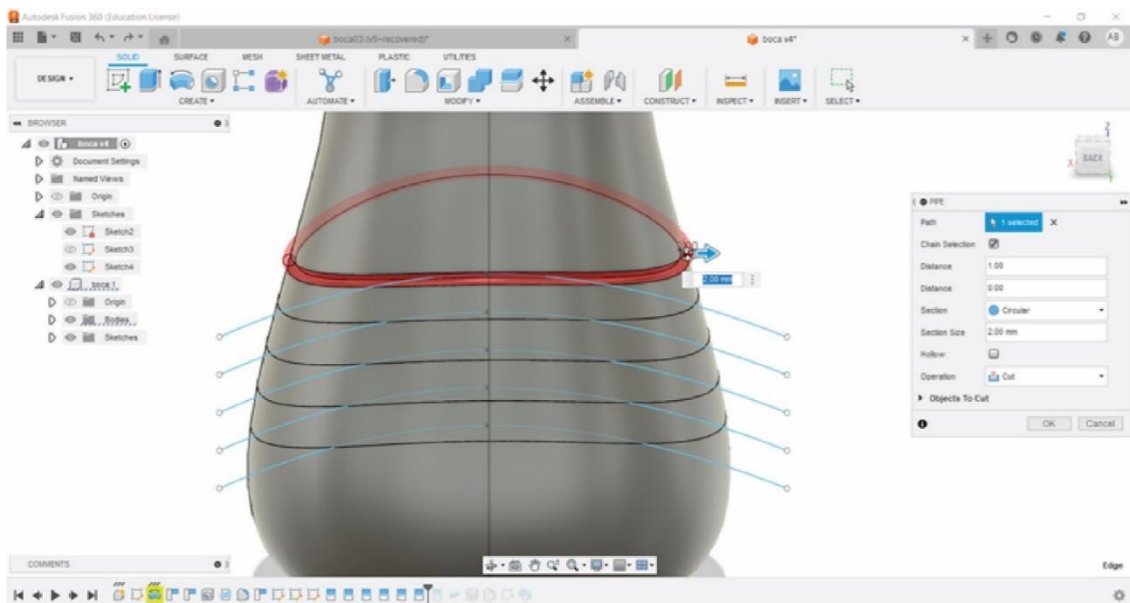 Autodesk Fusion 360 (Education License)
boca03 (v5~recovered)*
boca v4*
AB
SOLID SURFACE MESH SHEET METAL PLASTIC UTILITIES
DESIGN
CREATE AUTOMATE MODIFY ASSEMBLE CONSTRUCT INSPECT INSERT SELECT
BROWSER
boca v4
Document Settings
Named Views
Origin
Sketches
Sketch2
Sketch3
Sketch4
boca:1
Origin
Bodies
Sketches
Z
BACK
X
Y
2.00 mm
PIPE
Path 1 selected
Chain Selection
Distance 1.00
Distance 0.00
Section Circular
Section Size 2.00 mm
Hollow
Operation Cut
Objects To Cut
OK Cancel
COMMENTS
Edge